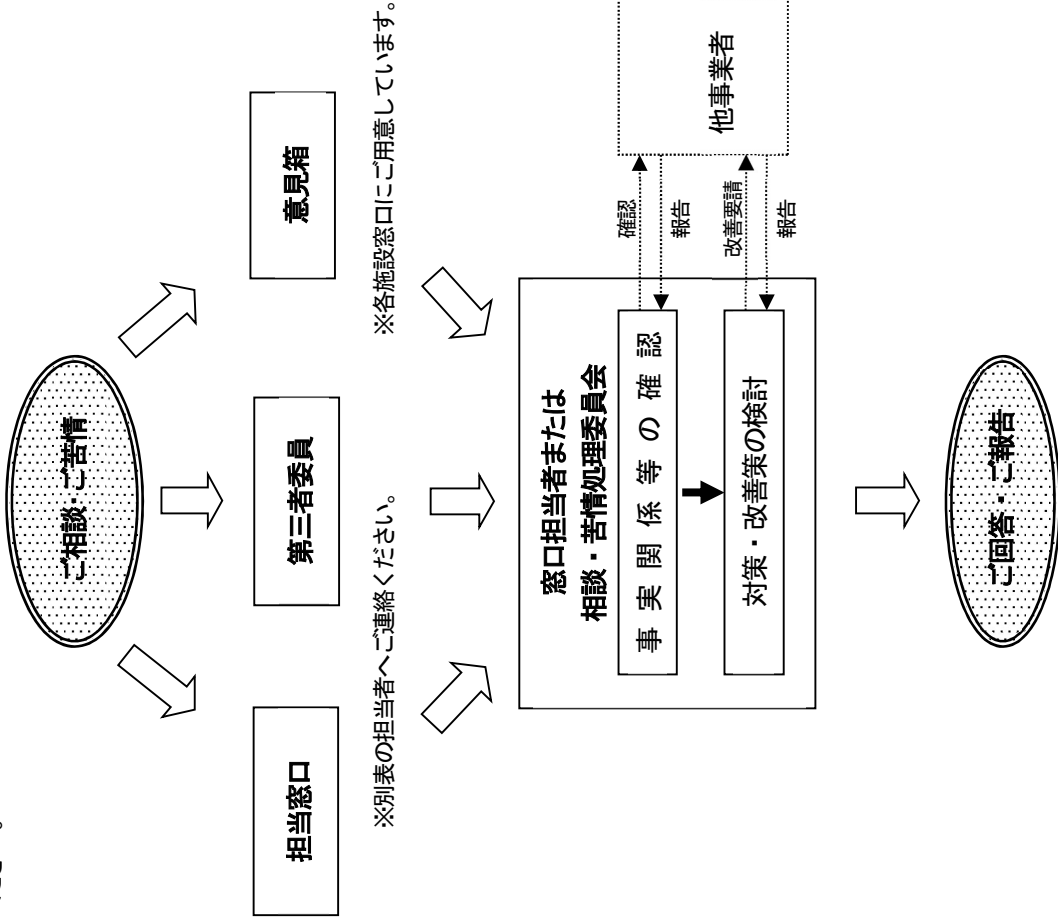 ご相談・ご苦情
担当窓口
第三者委員
意見箱
※別表の担当者へご連絡ください。
※各施設窓口にご用意しています。
窓口担当者または
相談・苦情処理委員会
事実関係等の確認
対策・改善策の検討
確認
報告
改善要請
報告
他事業者
ご回答・ご報告